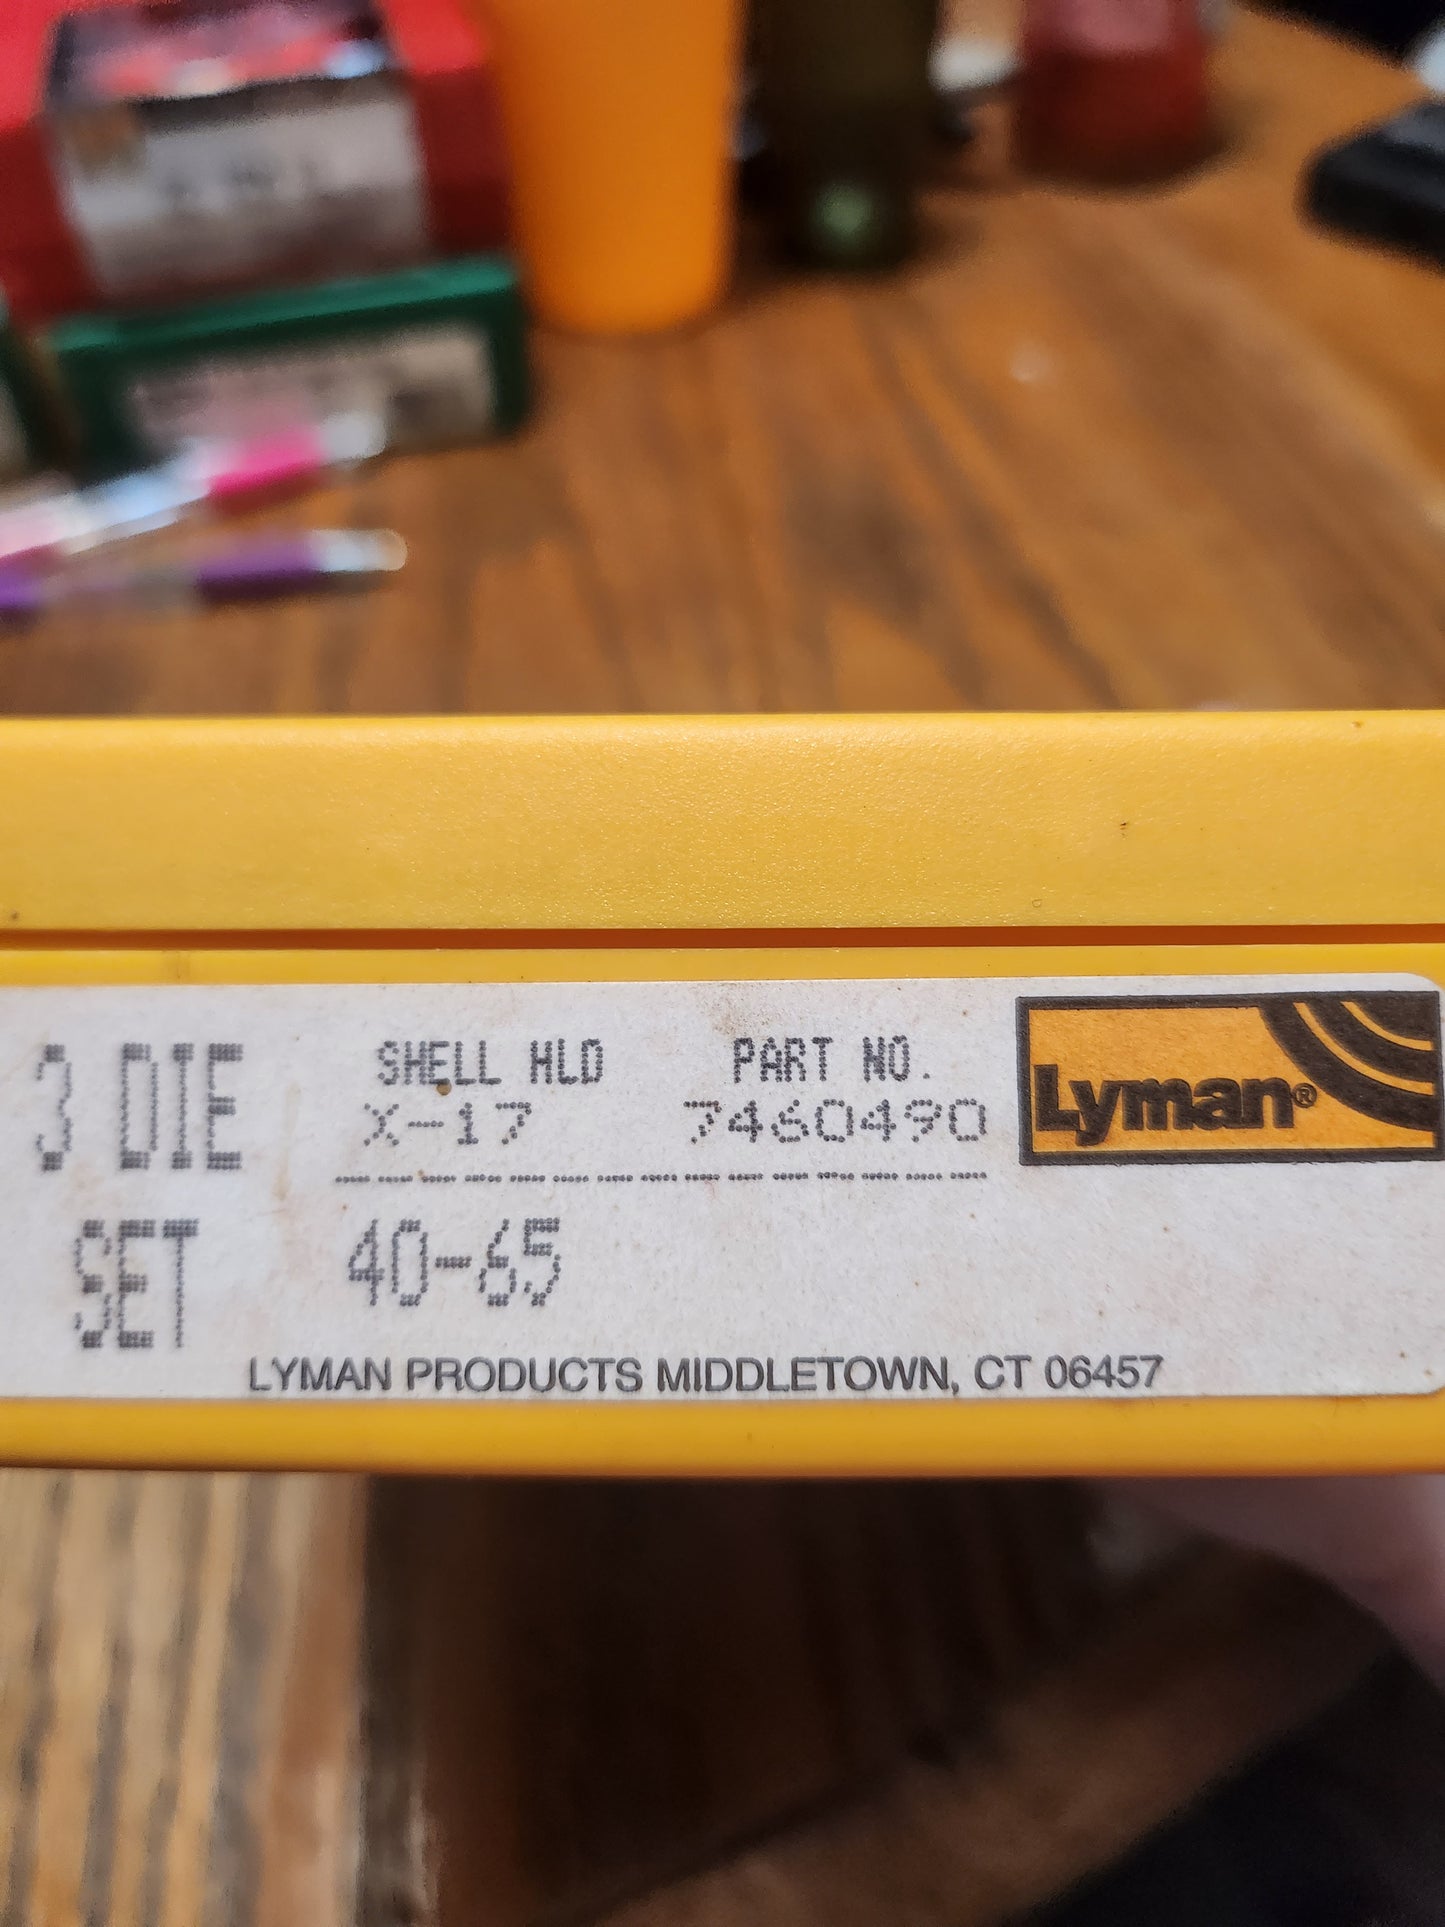 3 DIE SHELL HLD PART NO.
X-17 7460490
SET 40-65
Lyman®
LYMAN PRODUCTS MIDDLETOWN, CT 06457